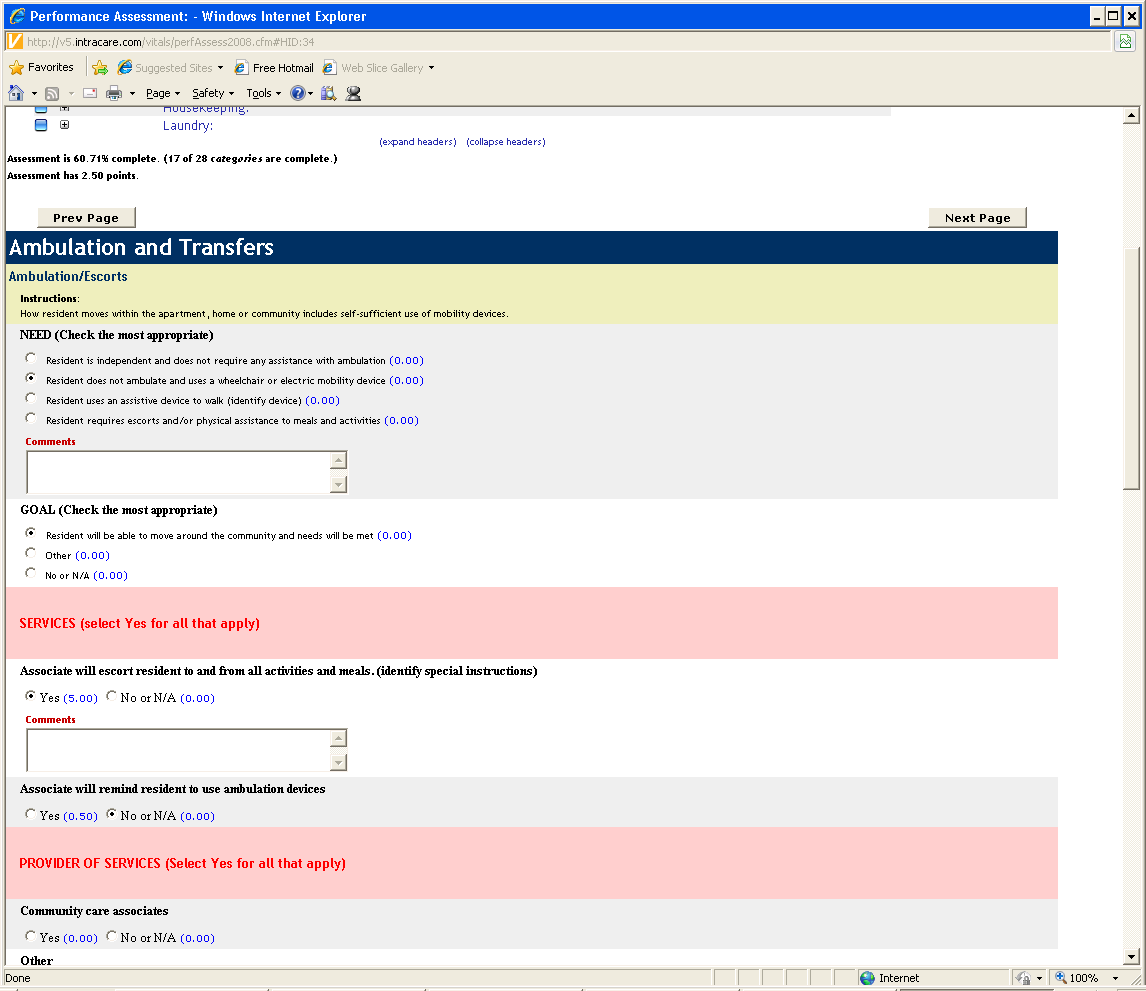 Performance Assessment: - Windows Internet Explorer
http://v5.intracare.com/vitals/perfAssess2008.cfm#HID:34
Favorites Suggested Sites Free Hotmail Web Slice Gallery
Page Safety Tools
Housekeeping:
Laundry:
(expand headers) (collapse headers)
Assessment is 60.71% complete. (17 of 28 categories are complete.)
Assessment has 2.50 points.
Prev Page Next Page
Ambulation and Transfers
Ambulation/Escorts
Instructions:
How resident moves within the apartment, home or community includes self-sufficient use of mobility devices.
NEED (Check the most appropriate)
Resident is independent and does not require any assistance with ambulation (0.00)
Resident does not ambulate and uses a wheelchair or electric mobility device (0.00)
Resident uses an assistive device to walk (identify device) (0.00)
Resident requires escorts and/or physical assistance to meals and activities (0.00)
Comments
GOAL (Check the most appropriate)
Resident will be able to move around the community and needs will be met (0.00)
Other (0.00)
No or N/A (0.00)
SERVICES (select Yes for all that apply)
Associate will escort resident to and from all activities and meals. (identify special instructions)
Yes (5.00) No or N/A (0.00)
Comments
Associate will remind resident to use ambulation devices
Yes (0.50) No or N/A (0.00)
PROVIDER OF SERVICES (Select Yes for all that apply)
Community care associates
Yes (0.00) No or N/A (0.00)
Other
Done Internet 100%